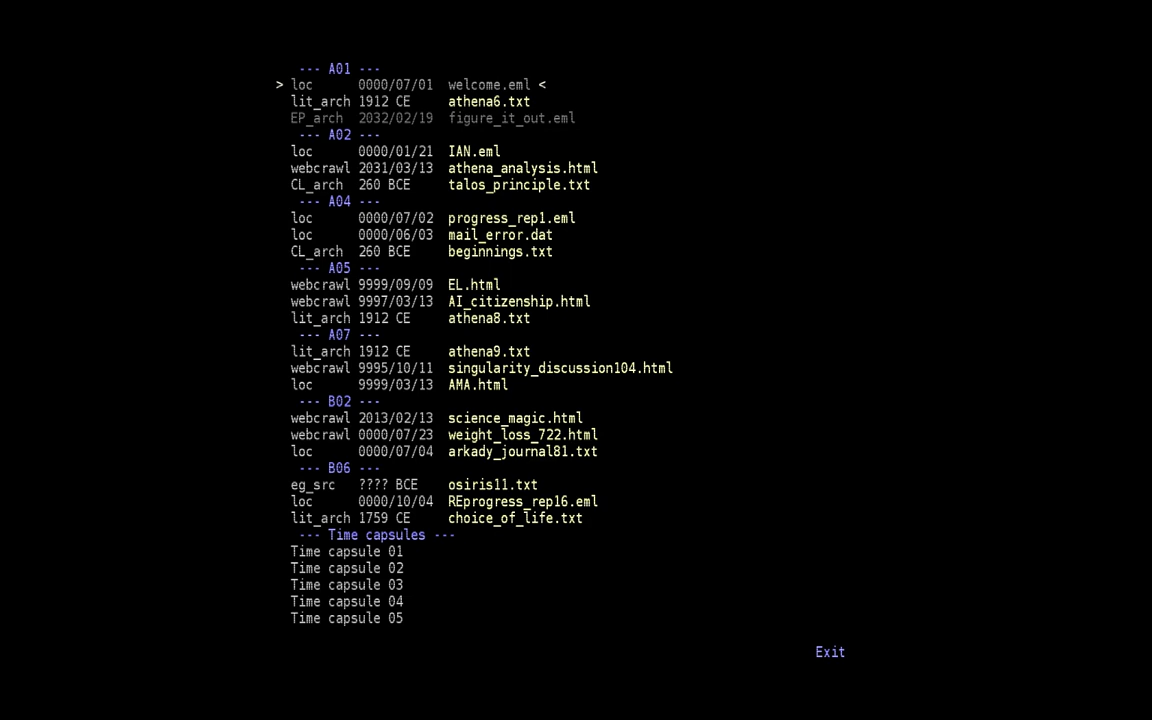 --- A01 ---
> loc 0000/07/01 welcome.eml <
lit_arch 1912 CE athena6.txt
EP_arch 2032/02/19 figure_it_out.eml
--- A02 ---
loc 0000/01/21 IAN.eml
webcrawl 2031/03/13 athena_analysis.html
CL_arch 260 BCE talos_principle.txt
--- A04 ---
loc 0000/07/02 progress_rep1.eml
loc 0000/06/03 mail_error.dat
CL_arch 260 BCE beginnings.txt
--- A05 ---
webcrawl 9999/09/09 EL.html
webcrawl 9997/03/13 AI_citizenship.html
lit_arch 1912 CE athena8.txt
--- A07 ---
lit_arch 1912 CE athena9.txt
webcrawl 9995/10/11 singularity_discussion104.html
loc 9999/03/13 AMA.html
--- B02 ---
webcrawl 2013/02/13 science_magic.html
webcrawl 0000/07/23 weight_loss_722.html
loc 0000/07/04 arkady_journal81.txt
--- B06 ---
eg_src ???? BCE osiris11.txt
loc 0000/10/04 REprogress_rep16.eml
lit_arch 1759 CE choice_of_life.txt
--- Time capsules ---
Time capsule 01
Time capsule 02
Time capsule 03
Time capsule 04
Time capsule 05
Exit